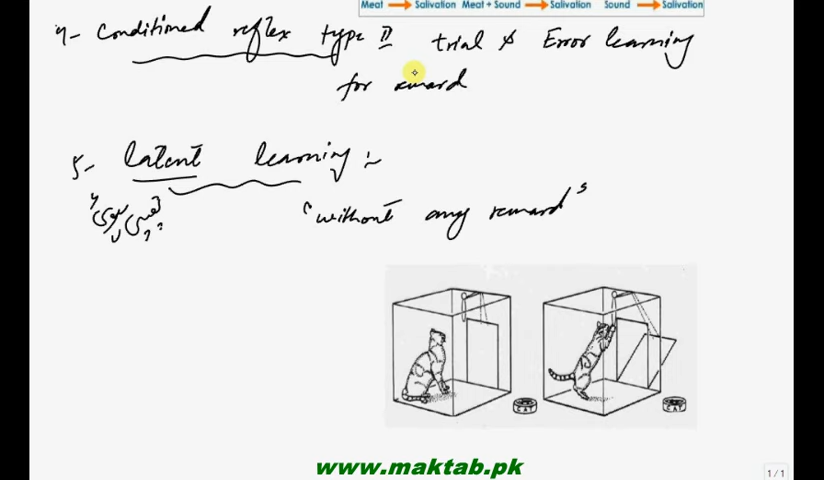 Meat Salivation Meat + Sound Salivation Sound Salivation
4- Conditioned reflex type II trial & Error learning
for reward
5- latent learning :-
"without any reward"
CAT CAT
www.maktab.pk
1/1